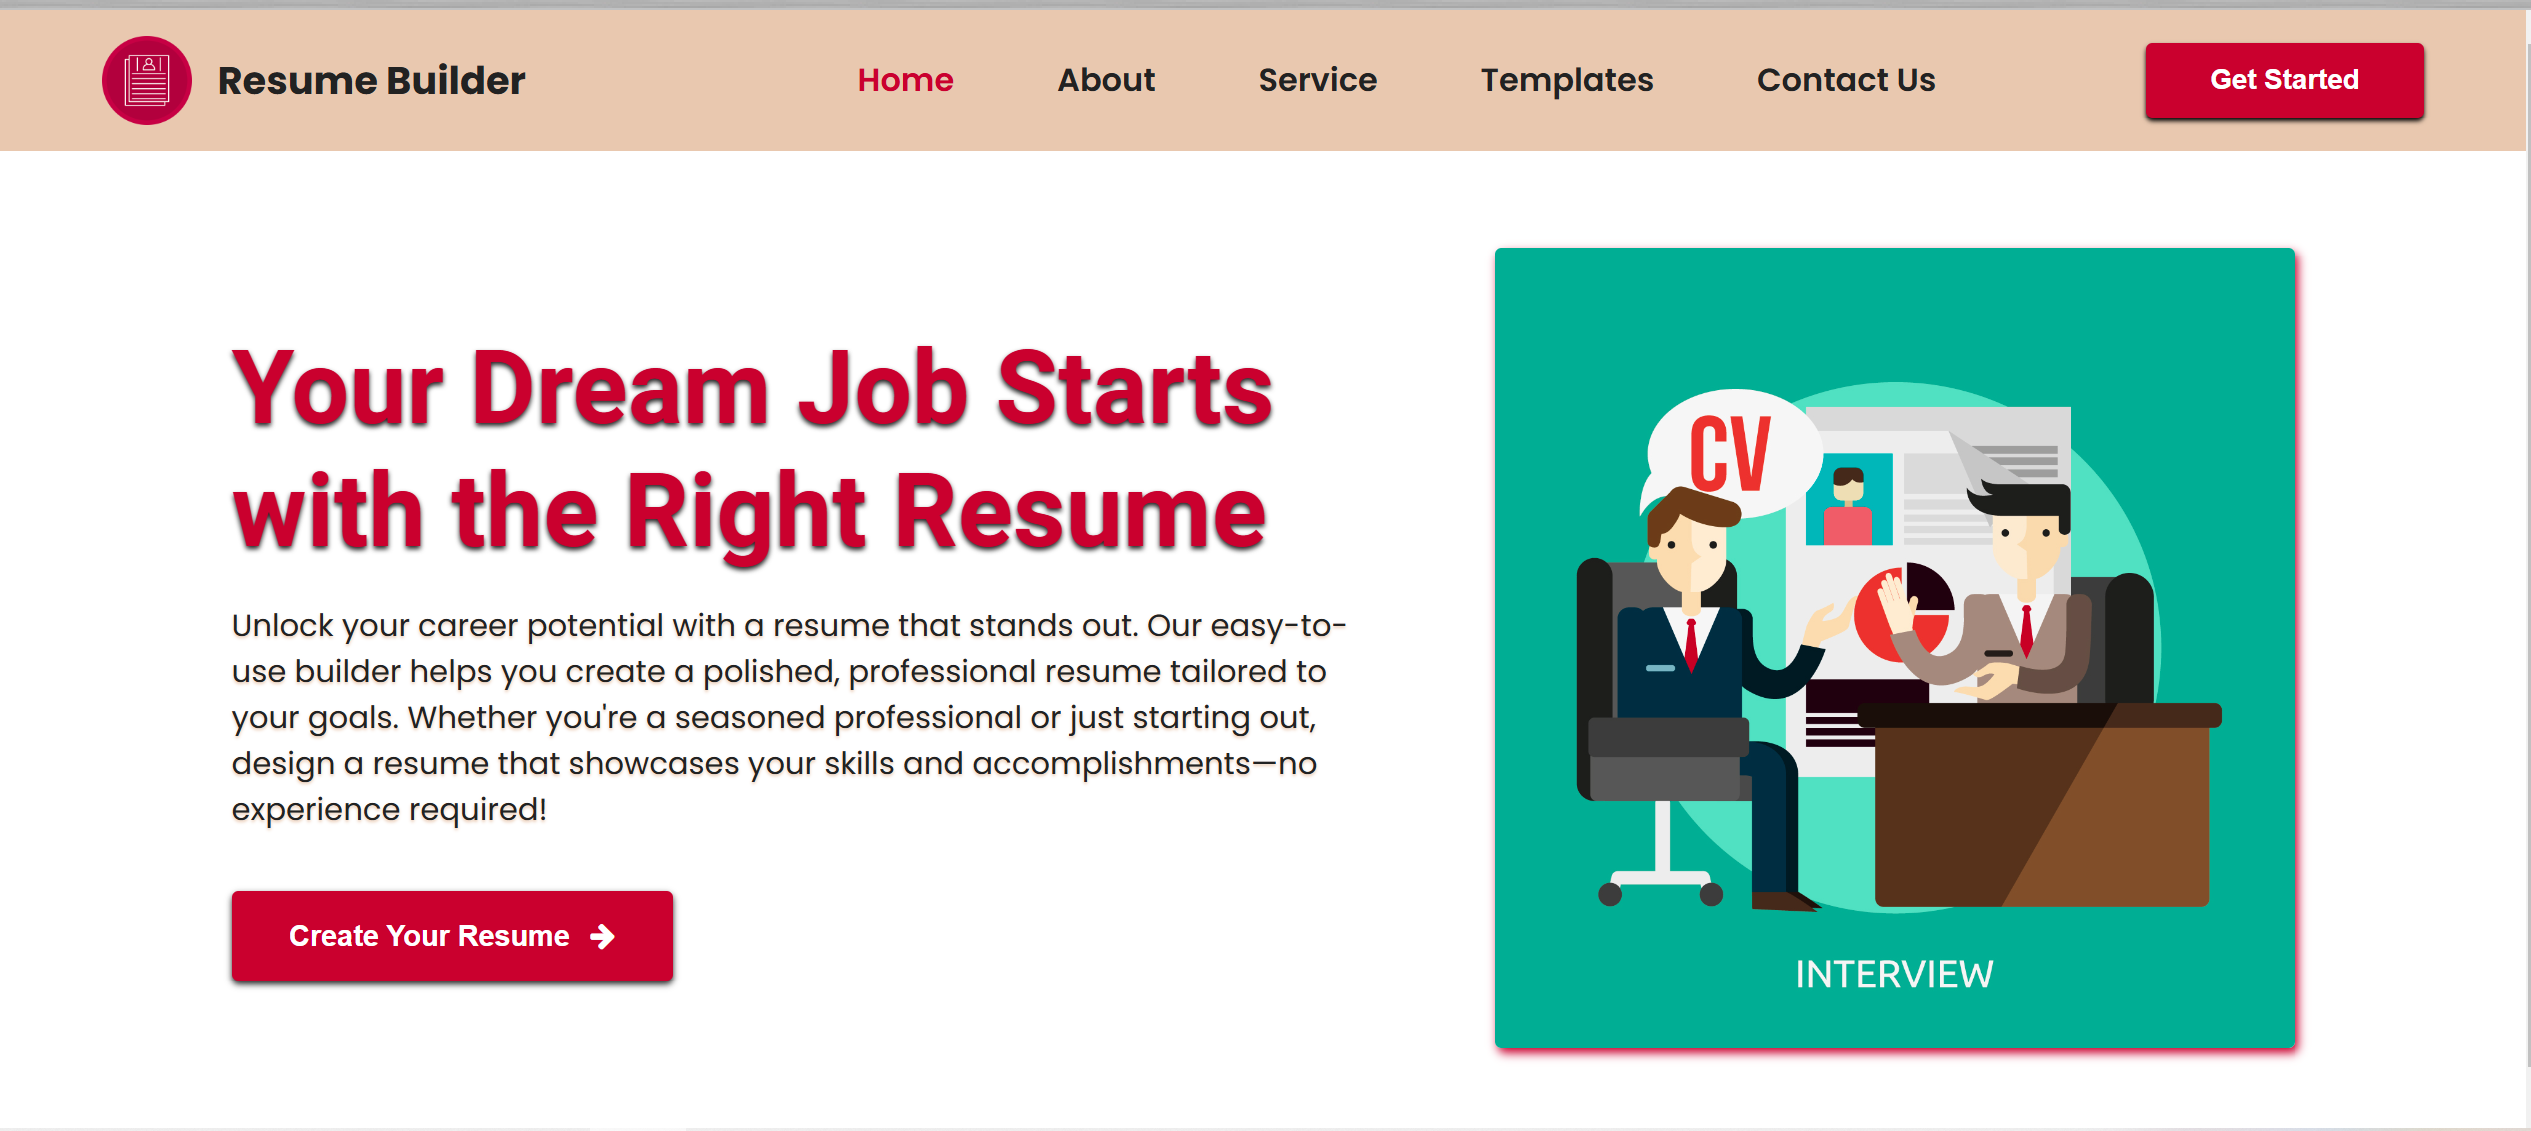 Resume Builder
Home
About
Service
Templates
Contact Us
Get Started
Your Dream Job Starts
with the Right Resume
Unlock your career potential with a resume that stands out. Our easy-to-
use builder helps you create a polished, professional resume tailored to
your goals. Whether you're a seasoned professional or just starting out,
design a resume that showcases your skills and accomplishments—no
experience required!
Create Your Resume
CV
INTERVIEW